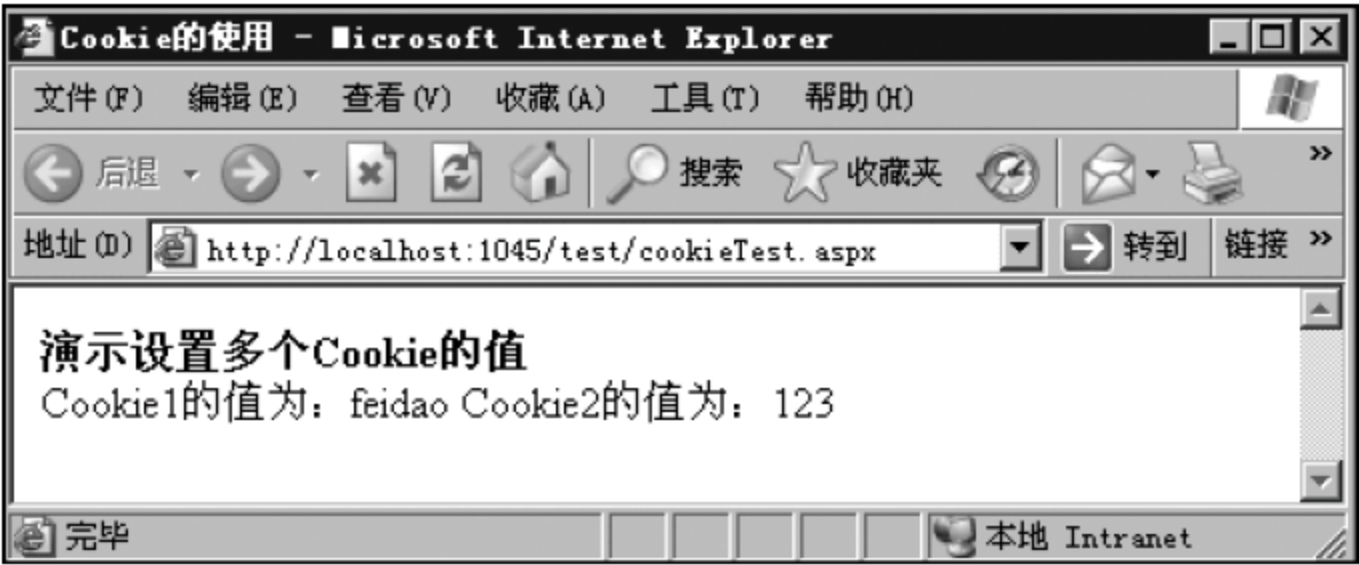 Cookie的使用 - Microsoft Internet Explorer
文件(F) 编辑(E) 查看(V) 收藏(A) 工具(T) 帮助(H)
后退 搜索 收藏夹 »
地址(D) http://localhost:1045/test/cookieTest.aspx 转到 链接 »
演示设置多个Cookie的值
Cookie1的值为：feidao Cookie2的值为：123
完毕 本地 Intranet